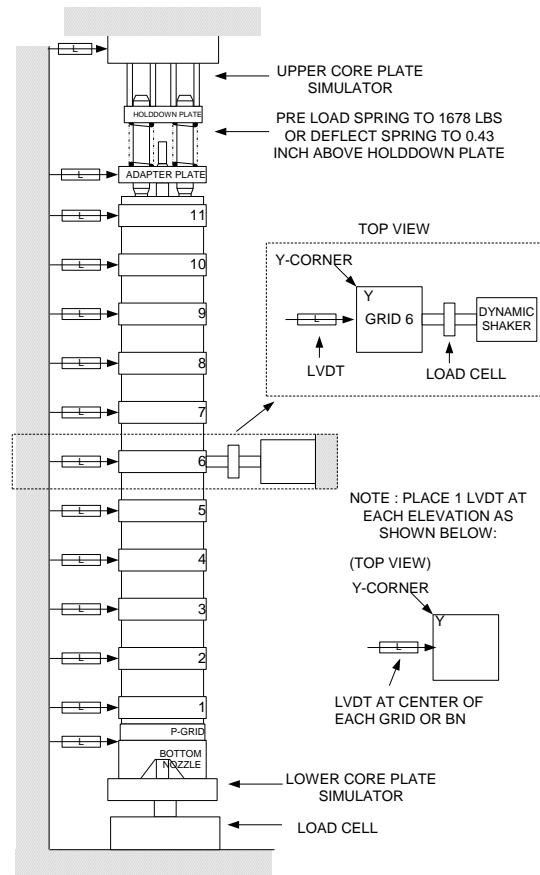 L
UPPER CORE PLATE
SIMULATOR
HOLDDOWN PLATE
PRE LOAD SPRING TO 1678 LBS
OR DEFLECT SPRING TO 0.43
INCH ABOVE HOLDDOWN PLATE
L
ADAPTER PLATE
L
11
L
10
L
9
L
8
L
7
L
6
L
5
L
4
L
3
L
2
L
1
P-GRID
L
BOTTOM
NOZZLE
LOWER CORE PLATE
SIMULATOR
LOAD CELL
TOP VIEW
Y-CORNER
Y
GRID 6
L
DYNAMIC
SHAKER
LVDT
LOAD CELL
NOTE : PLACE 1 LVDT AT
EACH ELEVATION AS
SHOWN BELOW:
(TOP VIEW)
Y-CORNER
Y
L
LVDT AT CENTER OF
EACH GRID OR BN